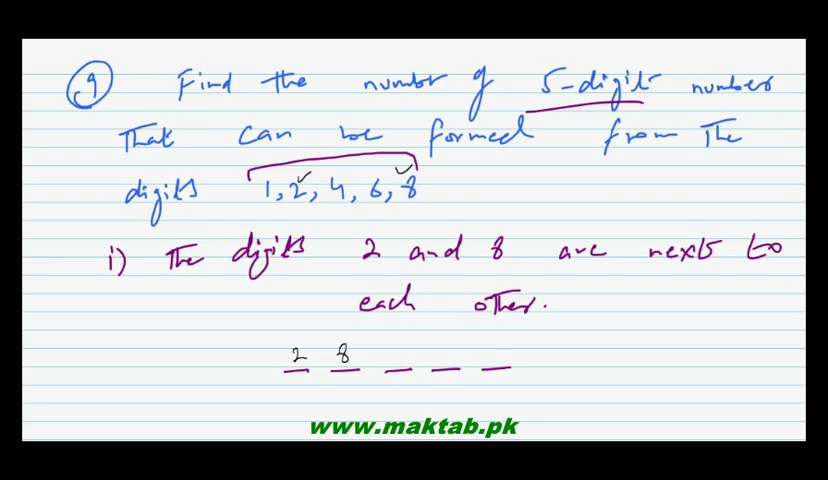 9 Find the number of 5-digit numbers
that can be formed from the
digits 1, 2, 4, 6, 8
i) The digits 2 and 8 are next to
each other.
2 8 _ _ _
www.maktab.pk